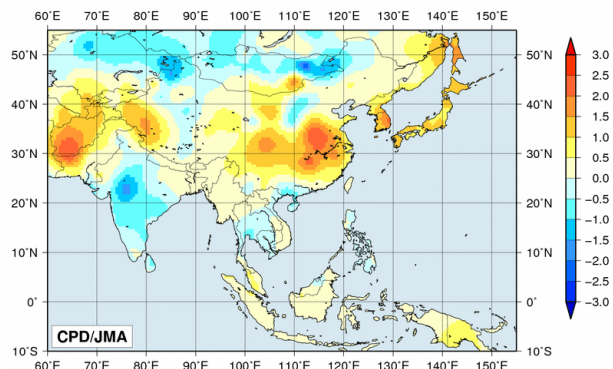 60˚E 70˚E 80˚E 90˚E 100˚E 110˚E 120˚E 130˚E 140˚E 150˚E
50˚N 50˚N
40˚N 40˚N
30˚N 30˚N
20˚N 20˚N
10˚N 10˚N
0˚ 0˚
10˚S 10˚S
60˚E 70˚E 80˚E 90˚E 100˚E 110˚E 120˚E 130˚E 140˚E 150˚E
CPD/JMA
3.0
2.5
2.0
1.5
1.0
0.5
0.0
−0.5
−1.0
−1.5
−2.0
−2.5
−3.0